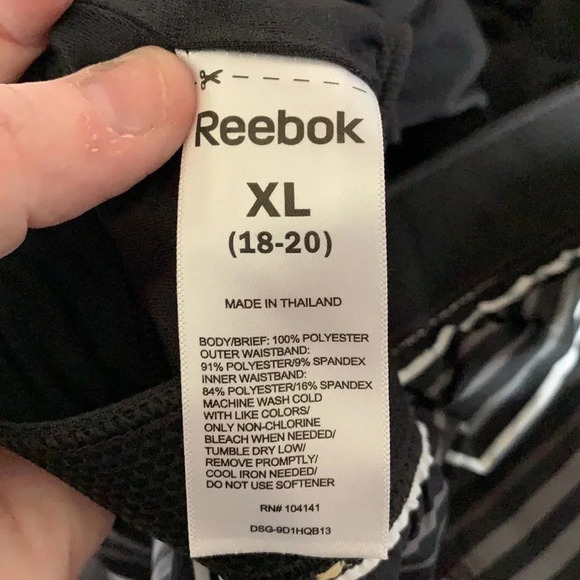 Reebok
XL
(18-20)
MADE IN THAILAND
BODY/BRIEF: 100% POLYESTER
OUTER WAISTBAND:
91% POLYESTER/9% SPANDEX
INNER WAISTBAND:
84% POLYESTER/16% SPANDEX
MACHINE WASH COLD
WITH LIKE COLORS/
ONLY NON-CHLORINE
BLEACH WHEN NEEDED/
TUMBLE DRY LOW/
REMOVE PROMPTLY/
COOL IRON NEEDED/
DO NOT USE SOFTENER
RN# 104141
DSG-9D1HQB13